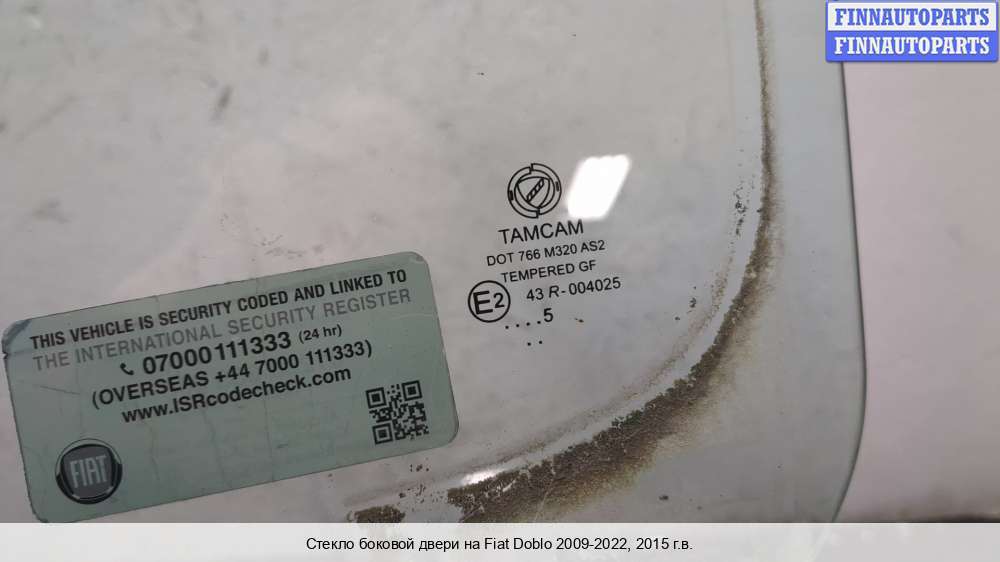 FINNAUTOPARTS
FINNAUTOPARTS
TAMCAM
DOT 766 M320 AS2
TEMPERED GF
E2 43 R-004025
....5
..
THIS VEHICLE IS SECURITY CODED AND LINKED TO
THE INTERNATIONAL SECURITY REGISTER
07000 111333 (24 hr)
(OVERSEAS +44 7000 111333)
www.ISRcodecheck.com
FIAT
Стекло боковой двери на Fiat Doblo 2009-2022, 2015 г.в.